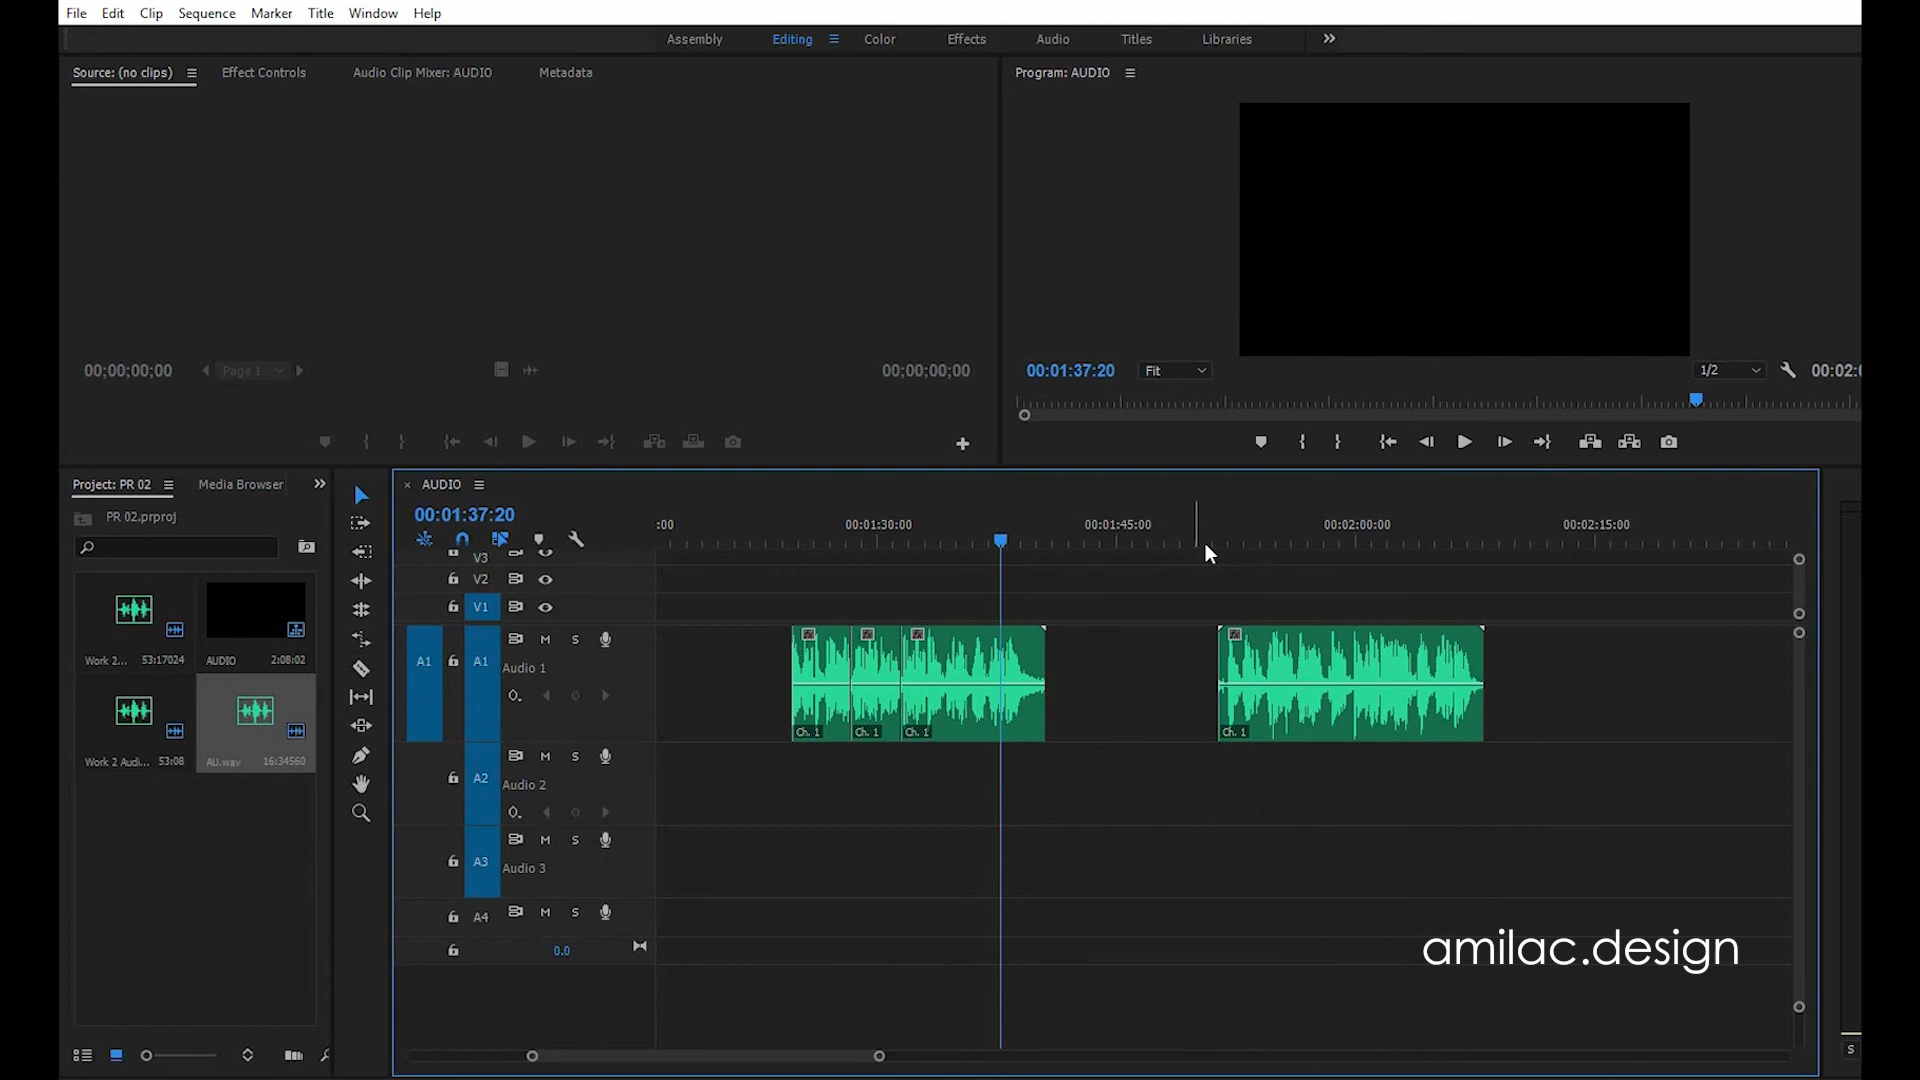 File Edit Clip Sequence Marker Title Window Help
Assembly Editing Color Effects Audio Titles Libraries
Source: (no clips) Effect Controls Audio Clip Mixer: AUDIO Metadata
Program: AUDIO
00;00;00;00 Page 1 00;00;00;00
00:01:37:20 Fit 1/2 00:02:0
Project: PR 02 Media Browser
PR 02.prproj
Work 2... 53:17024
AUDIO 2:08:02
Work 2 Audi... 53:08
AU.wav 16:34560
AUDIO
00:01:37:20
:00 00:01:30:00 00:01:45:00 00:02:00:00 00:02:15:00
V3
V2
V1
A1 A1 M S
Audio 1
fx fx fx fx
Ch. 1 Ch. 1 Ch. 1 Ch. 1
A2 M S
Audio 2
A3 M S
Audio 3
A4 M S
0.0
amilac.design
S